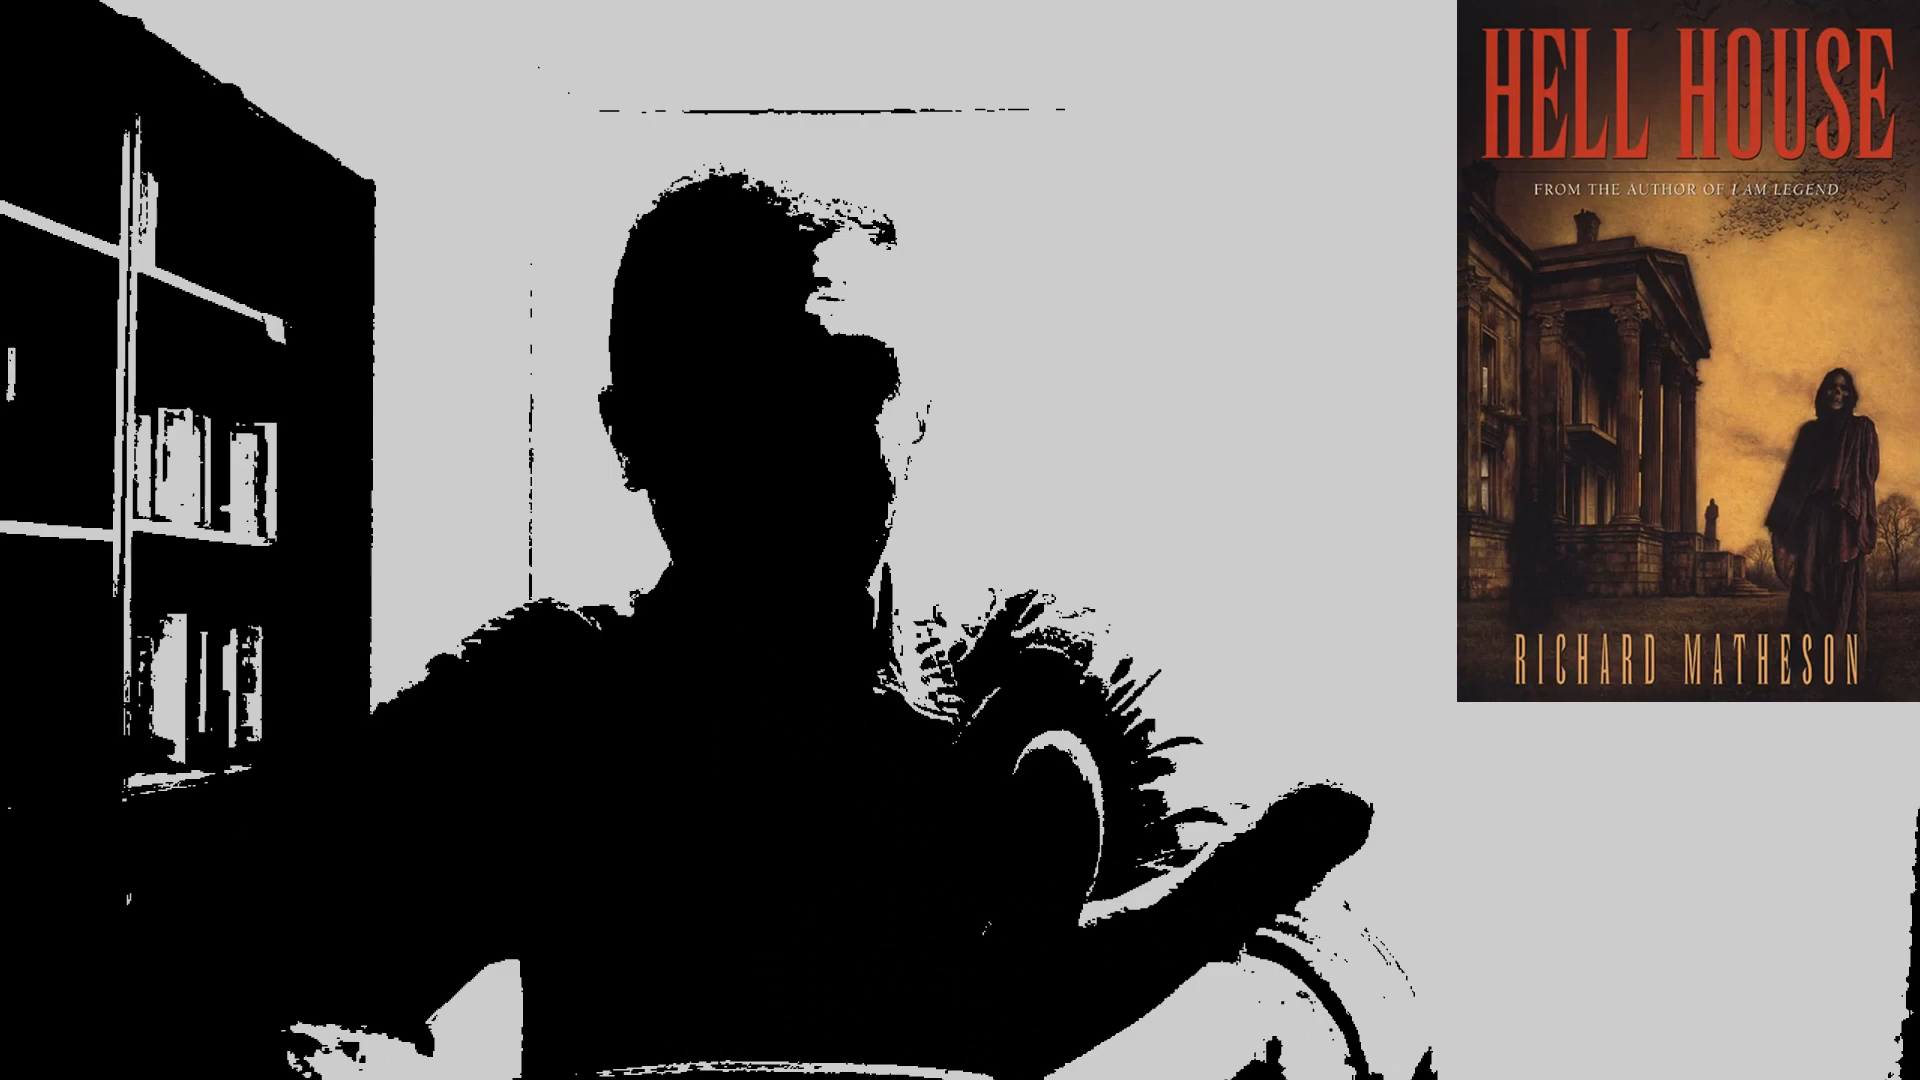 HELL HOUSE
FROM THE AUTHOR OF I AM LEGEND
RICHARD MATHESON